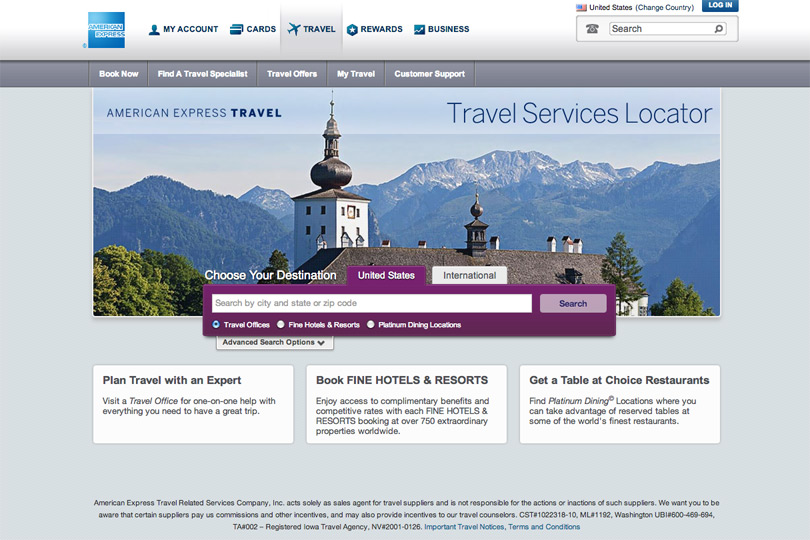 AMERICAN EXPRESS
MY ACCOUNT CARDS TRAVEL REWARDS BUSINESS
United States (Change Country) LOG IN
Search
Book Now Find A Travel Specialist Travel Offers My Travel Customer Support
AMERICAN EXPRESS TRAVEL
Travel Services Locator
Choose Your Destination United States International
Search by city and state or zip code Search
Travel Offices Fine Hotels & Resorts Platinum Dining Locations
Advanced Search Options
Plan Travel with an Expert
Visit a Travel Office for one-on-one help with
everything you need to have a great trip.
Book FINE HOTELS & RESORTS
Enjoy access to complimentary benefits and
competitive rates with each FINE HOTELS &
RESORTS booking at over 750 extraordinary
properties worldwide.
Get a Table at Choice Restaurants
Find Platinum Dining© Locations where you
can take advantage of reserved tables at
some of the world's finest restaurants.
American Express Travel Related Services Company, Inc. acts solely as sales agent for travel suppliers and is not responsible for the actions or inactions of such suppliers. We want you to be
aware that certain suppliers pay us commissions and other incentives, and may also provide incentives to our travel counselors. CST#1022318-10, ML#1192, Washington UBI#600-469-694,
TA#002 – Registered Iowa Travel Agency, NV#2001-0126. Important Travel Notices, Terms and Conditions